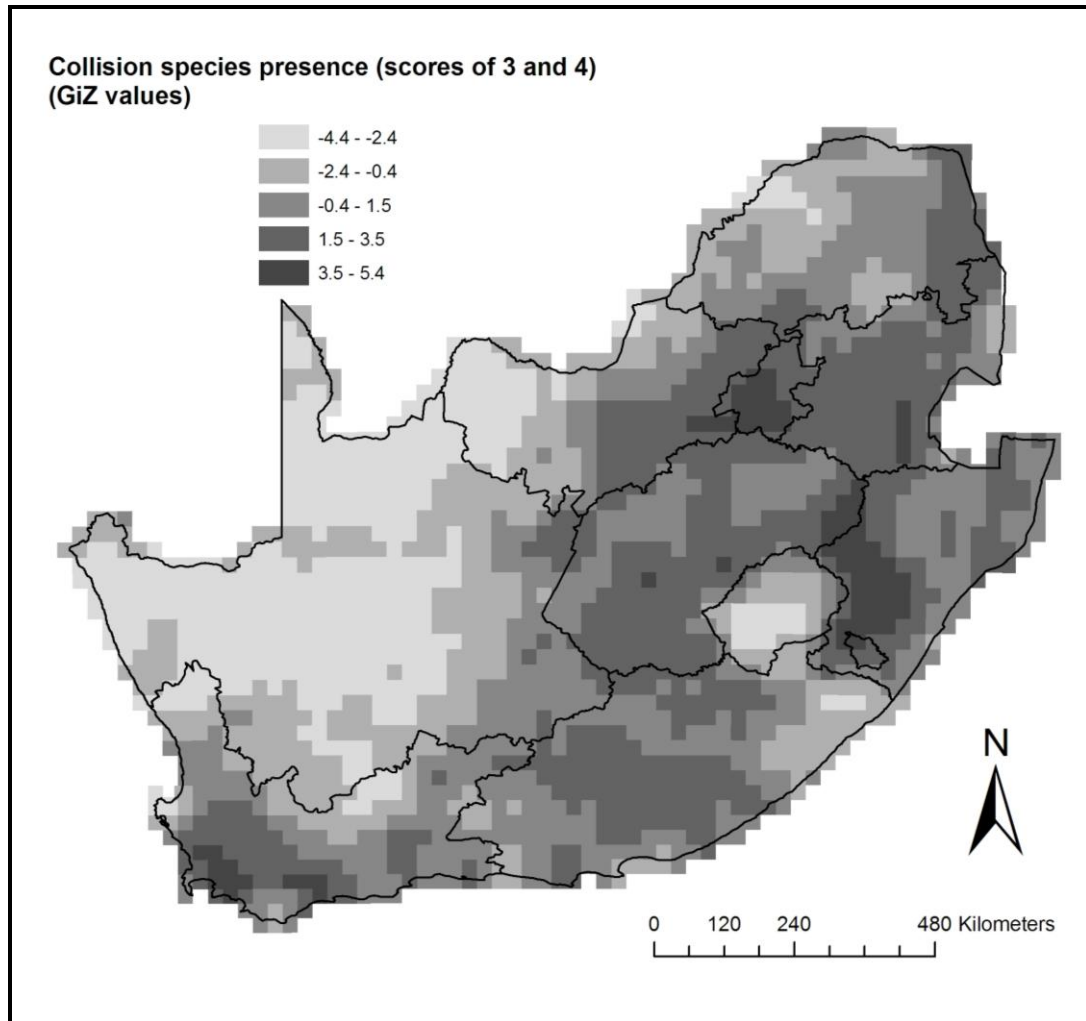 Collision species presence (scores of 3 and 4)
(GiZ values)
-4.4 - -2.4
-2.4 - -0.4
-0.4 - 1.5
1.5 - 3.5
3.5 - 5.4
N
0 120 240 480 Kilometers